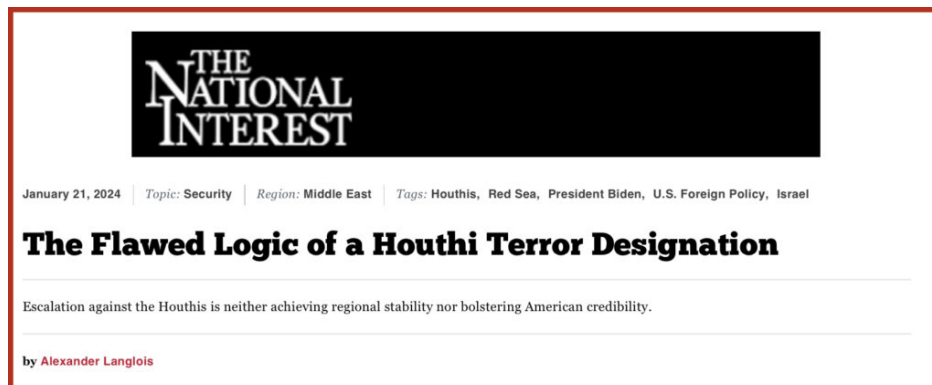 THE
NATIONAL
INTEREST
January 21, 2024 Topic: Security Region: Middle East Tags: Houthis, Red Sea, President Biden, U.S. Foreign Policy, Israel
The Flawed Logic of a Houthi Terror Designation
Escalation against the Houthis is neither achieving regional stability nor bolstering American credibility.
by Alexander Langlois